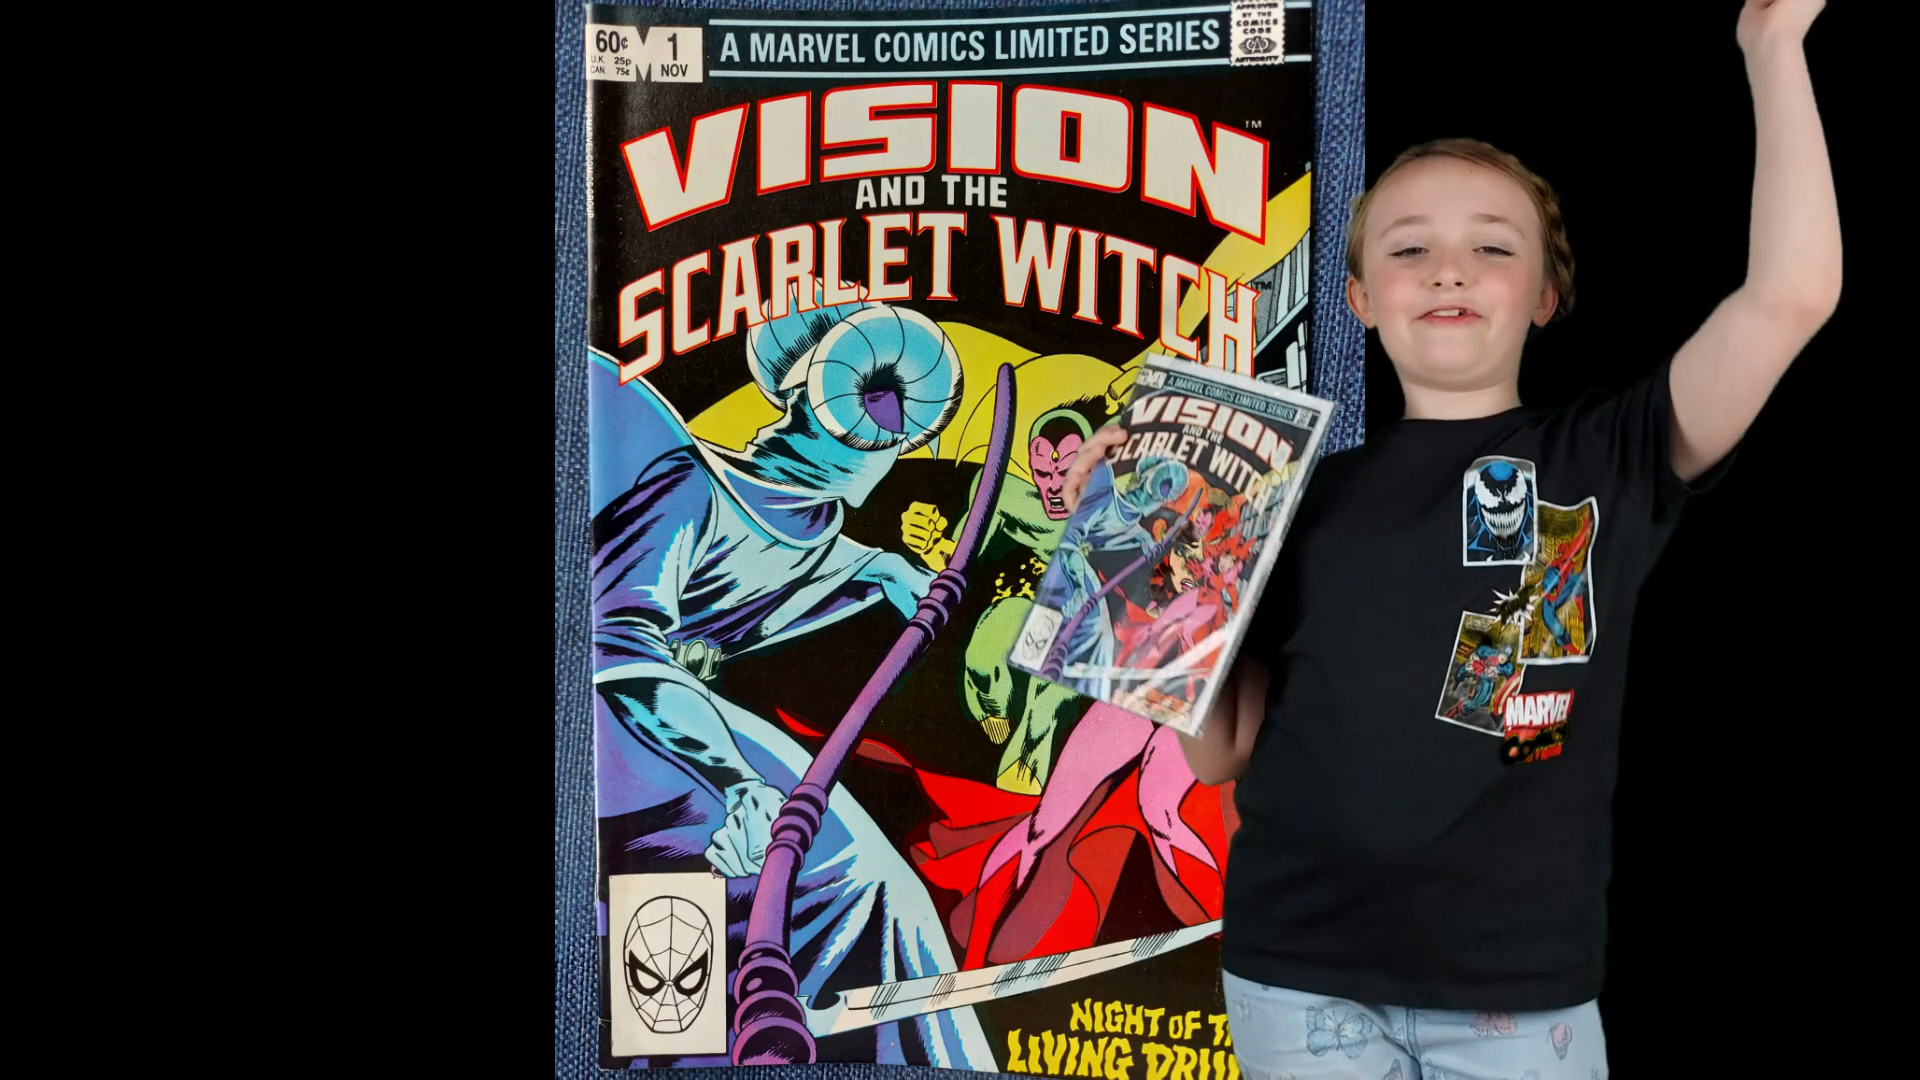 60¢
U.K. 25p
CAN. 75¢
1
NOV
A MARVEL COMICS LIMITED SERIES
APPROVED
BY THE
COMICS
CODE
AUTHORITY
VISION
TM
AND THE
SCARLET WITCH
TM
NIGHT OF
LIVING
A MARVEL COMICS LIMITED SERIES
VISION
AND THE
SCARLET WITCH
MARVEL
COMICS